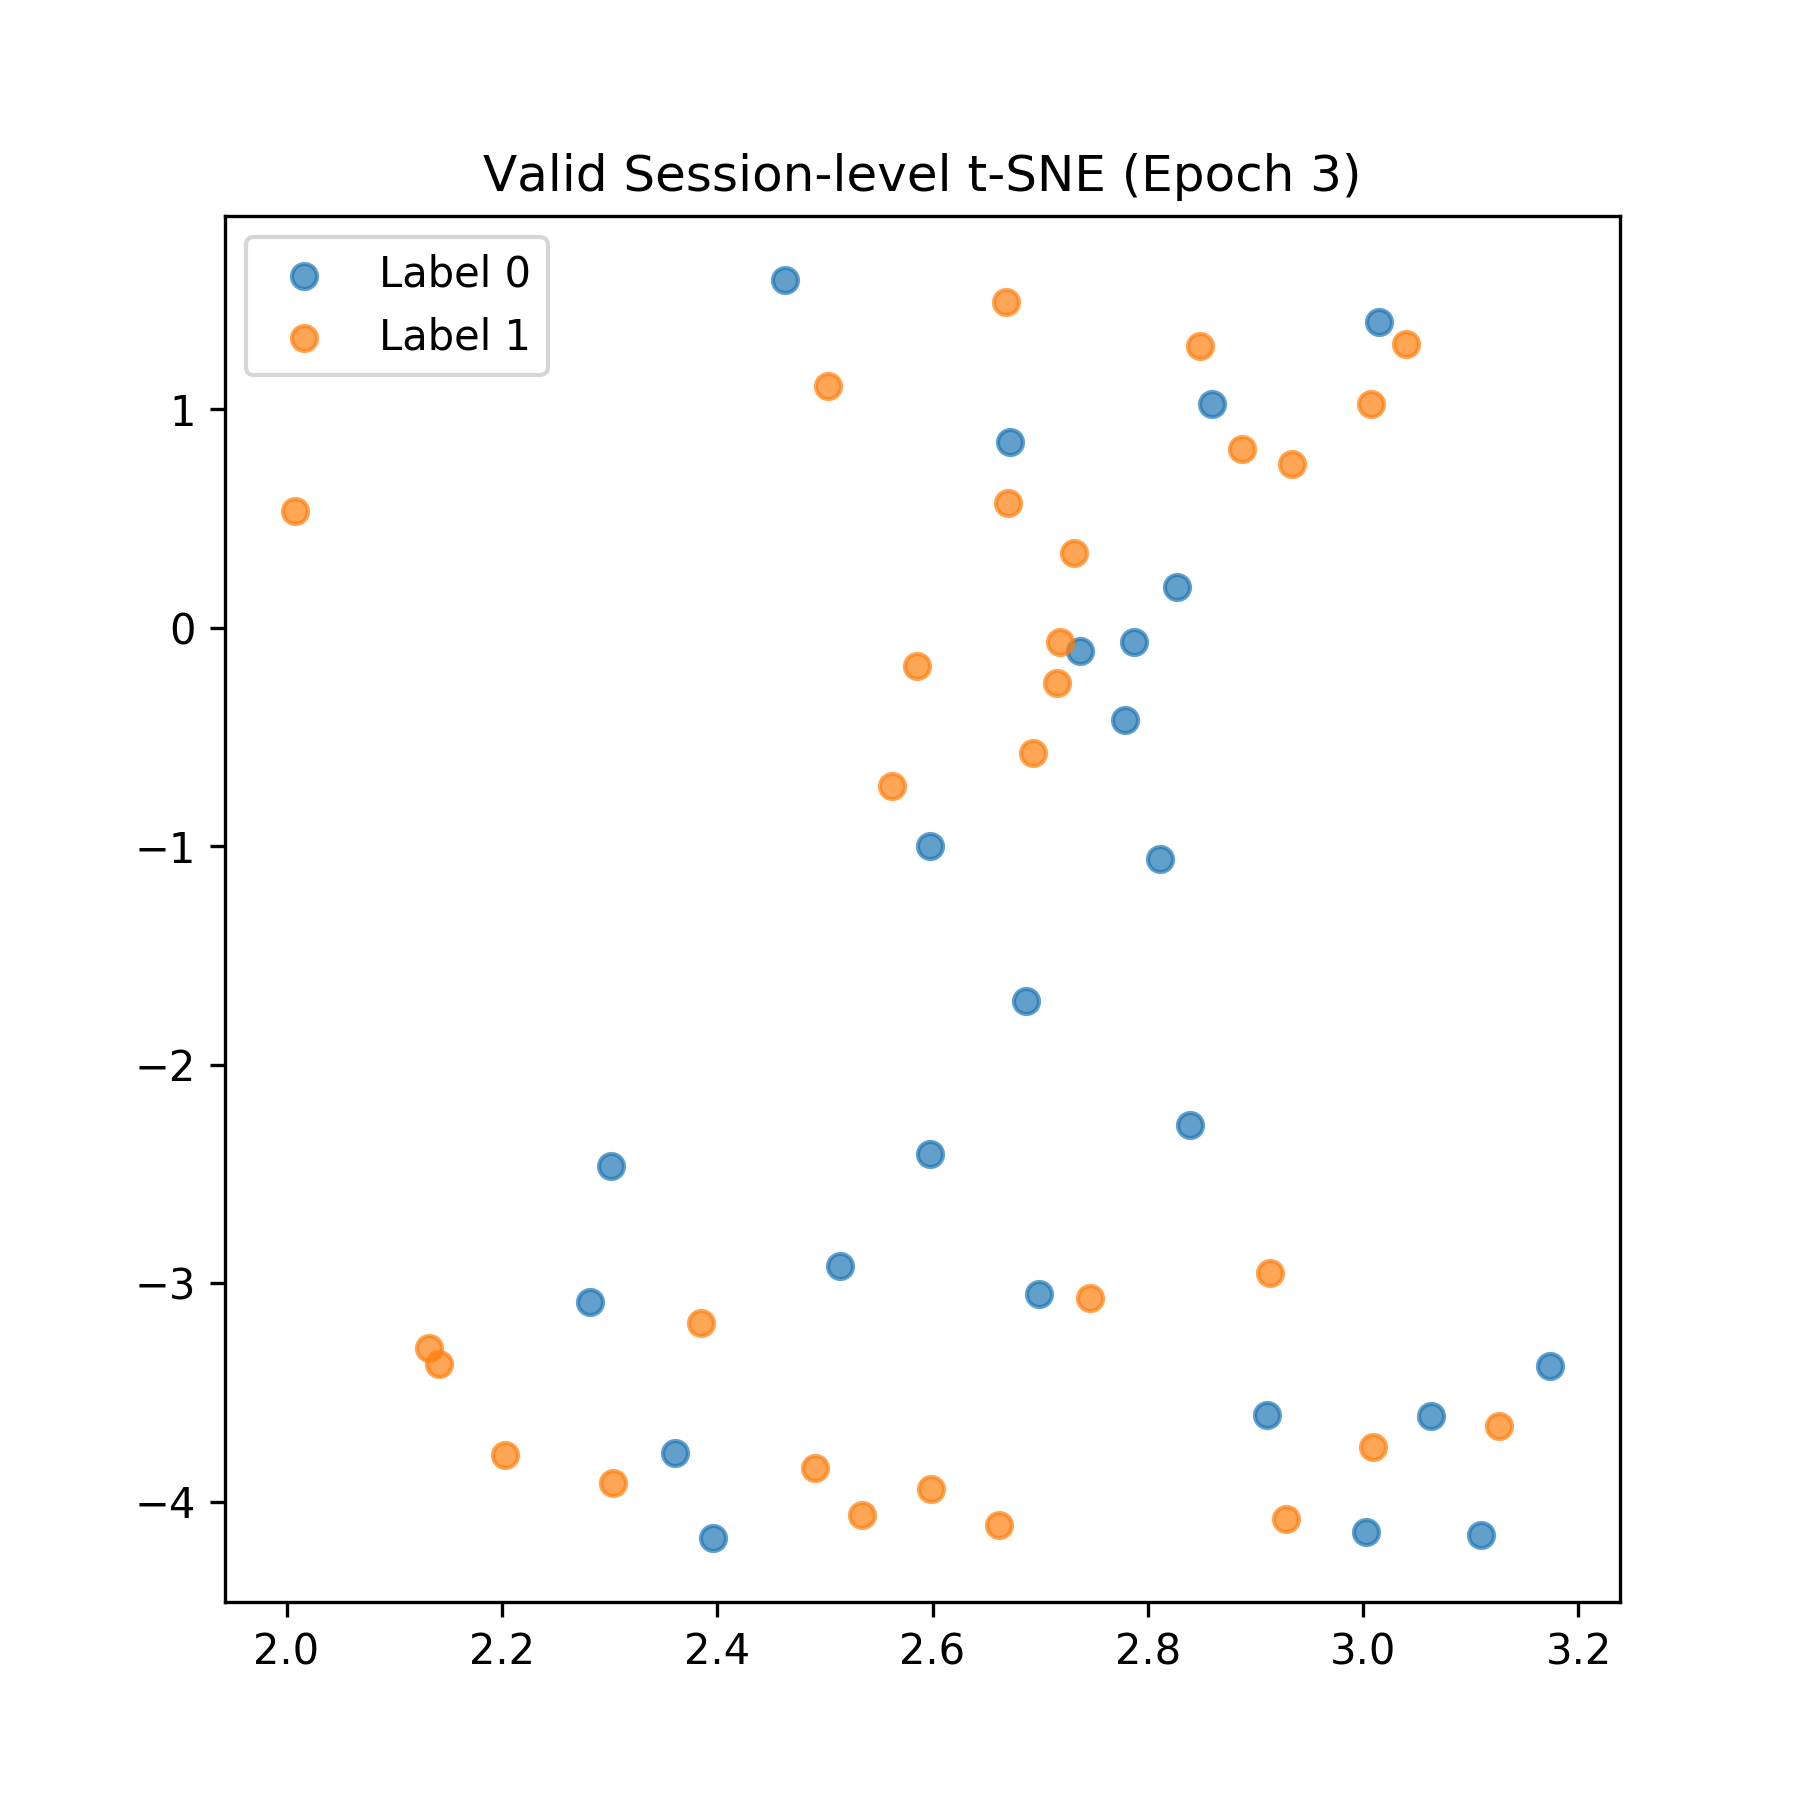 Valid Session-level t-SNE (Epoch 3)
Label 0
Label 1
1
0
−1
−2
−3
−4
2.0 2.2 2.4 2.6 2.8 3.0 3.2